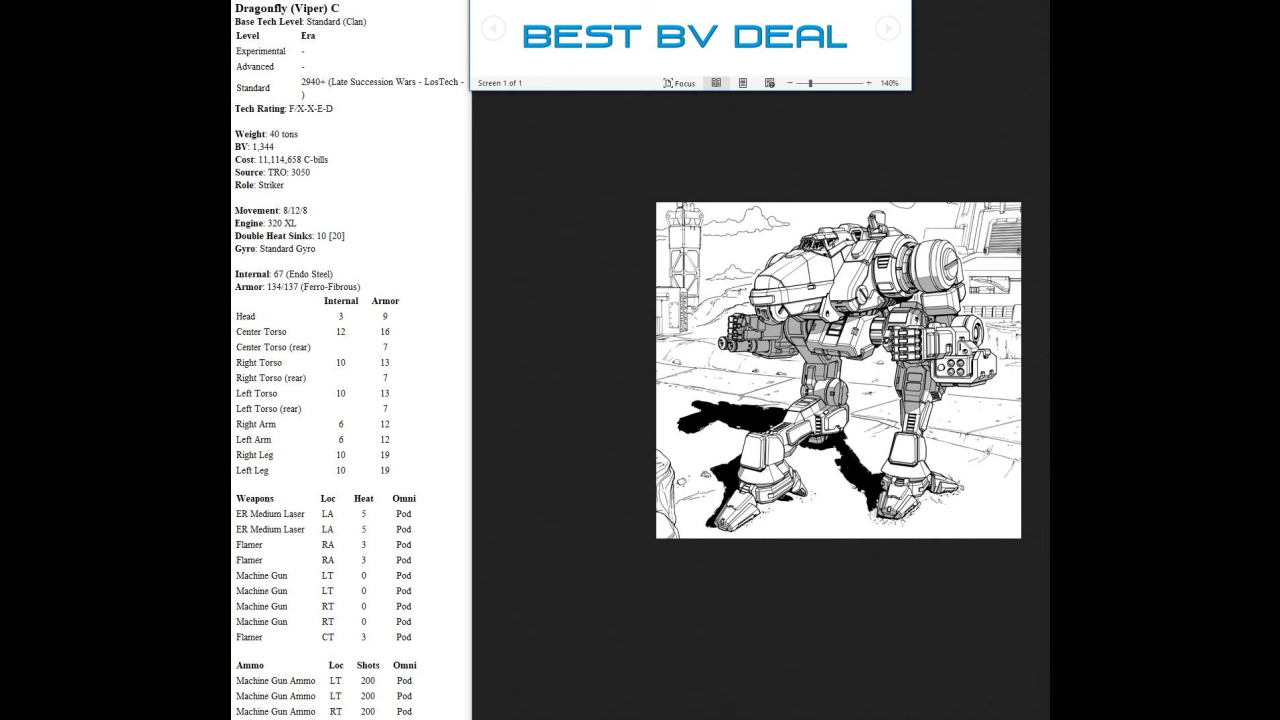 Dragonfly (Viper) C
Base Tech Level: Standard (Clan)
Level Era
Experimental -
Advanced -
Standard 2940+ (Late Succession Wars - LosTech -
)
Tech Rating: F/X-X-E-D
Weight: 40 tons
BV: 1,344
Cost: 11,114,658 C-bills
Source: TRO: 3050
Role: Striker
Movement: 8/12/8
Engine: 320 XL
Double Heat Sinks: 10 [20]
Gyro: Standard Gyro
Internal: 67 (Endo Steel)
Armor: 134/137 (Ferro-Fibrous)
Internal Armor
Head 3 9
Center Torso 12 16
Center Torso (rear) 7
Right Torso 10 13
Right Torso (rear) 7
Left Torso 10 13
Left Torso (rear) 7
Right Arm 6 12
Left Arm 6 12
Right Leg 10 19
Left Leg 10 19
Weapons Loc Heat Omni
ER Medium Laser LA 5 Pod
ER Medium Laser LA 5 Pod
Flamer RA 3 Pod
Flamer RA 3 Pod
Machine Gun LT 0 Pod
Machine Gun LT 0 Pod
Machine Gun RT 0 Pod
Machine Gun RT 0 Pod
Flamer CT 3 Pod
Ammo Loc Shots Omni
Machine Gun Ammo LT 200 Pod
Machine Gun Ammo LT 200 Pod
Machine Gun Ammo RT 200 Pod
BEST BV DEAL
Screen 1 of 1 Focus 140%